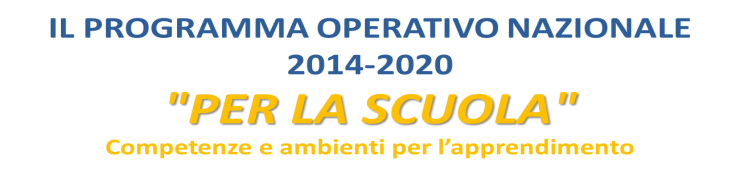 IL PROGRAMMA OPERATIVO NAZIONALE
2014-2020
"PER LA SCUOLA"
Competenze e ambienti per l’apprendimento